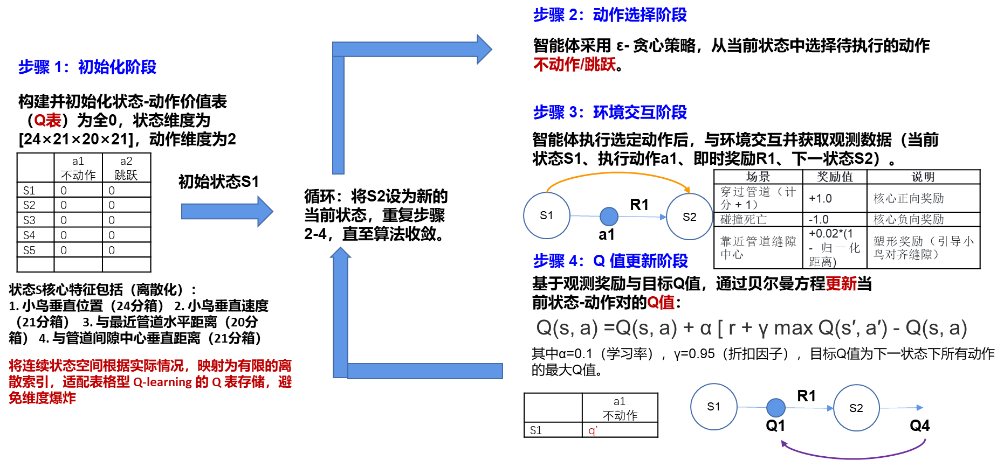 步骤 1：初始化阶段
构建并初始化状态-动作价值表
（Q表）为全0，状态维度为
[24×21×20×21]，动作维度为2
a1 a2
不动作 跳跃
S1 0 0
S2 0 0
S3 0 0
S4 0 0
S5 0 0
状态S核心特征包括（离散化）：
1. 小鸟垂直位置（24分箱） 2. 小鸟垂直速度
（21分箱） 3. 与最近管道水平距离（20分
箱） 4. 与管道间隙中心垂直距离（21分箱）
将连续状态空间根据实际情况，映射为有限的离
散索引，适配表格型 Q-learning 的 Q 表存储，避
免维度爆炸
初始状态S1
循环：将S2设为新的
当前状态，重复步骤
2-4，直至算法收敛。
步骤 2：动作选择阶段
智能体采用 ε- 贪心策略，从当前状态中选择待执行的动作
不动作/跳跃。
步骤 3：环境交互阶段
智能体执行选定动作后，与环境交互并获取观测数据（当前
状态S1、执行动作a1、即时奖励R1、下一状态S2）。
S1 R1 S2
a1
场景 奖励值 说明
穿过管道（计
分 + 1） +1.0 核心正向奖励
碰撞死亡 -1.0 核心负向奖励
靠近管道缝隙
中心
+0.02*(1
- 归一化
距离)
塑形奖励（引导小
鸟对齐缝隙）
步骤 4：Q 值更新阶段
基于观测奖励与目标Q值，通过贝尔曼方程更新当
前状态-动作对的Q值：
Q(s, a) =Q(s, a) + α [ r + γ max Q(s′, a′) - Q(s, a)
其中α=0.1（学习率），γ=0.95（折扣因子），目标Q值为下一状态下所有动作
的最大Q值。
a1
不动作
S1 q'
S1 R1 S2
Q1 Q4